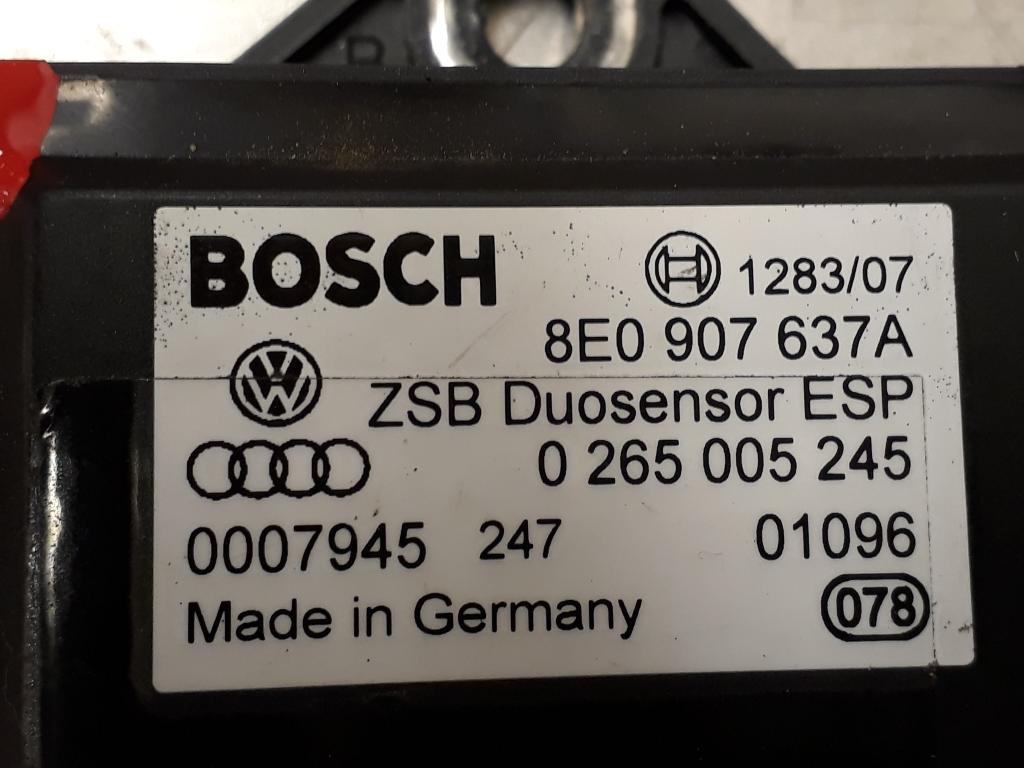 BOSCH
1283/07
8E0 907 637A
ZSB Duosensor ESP
0 265 005 245
0007945 247 01096
Made in Germany
078